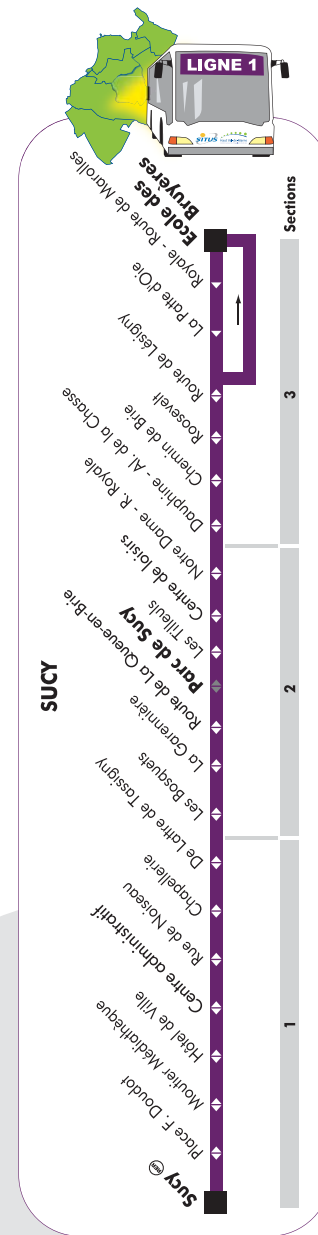 LIGNE 1
SITUS
SUCY
Sucy RER
Place F. Doudot
Moutier Médiathèque
Hôtel de Ville
Centre administratif
Rue de Noiseau
Chapellerie
De Lattre de Tassigny
Les Bosquets
La Garennière
Route de La Queue-en-Brie
Parc de Sucy
Les Tilleuls
Centre de loisirs
Notre Dame - R. Royale
Dauphine - Al. de la Chasse
Chemin de Brie
Roosevelt
Route de Lésigny
La Patte d'Oie
Royale - Route de Marolles
Ecole des
Bruyères
1
2
3
Sections